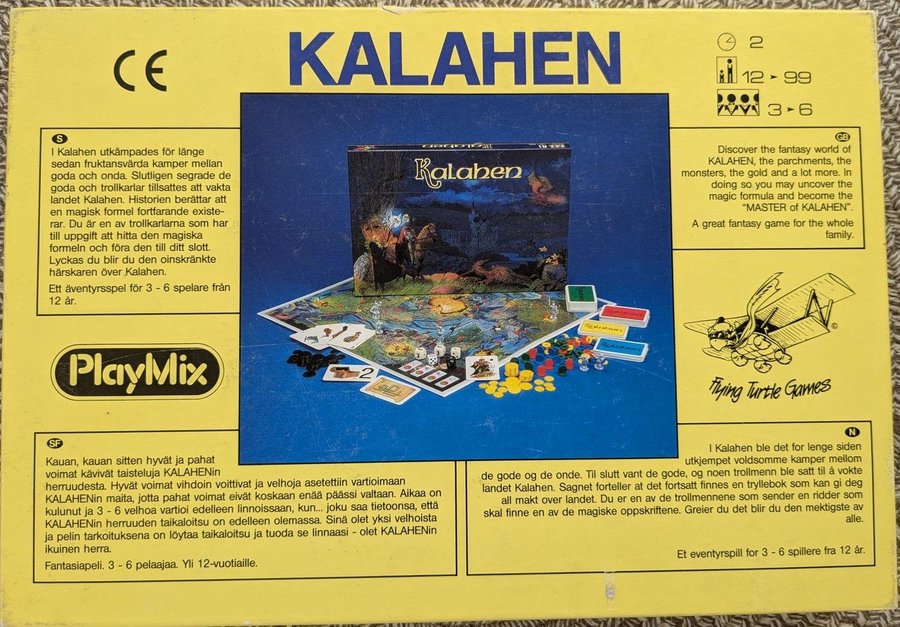 CE
KALAHEN
2
12 ▸ 99
3 ▸ 6
S
I Kalahen utkämpades för länge
sedan fruktansvärda kamper mellan
goda och onda. Slutligen segrade de
goda och trollkarlar tillsattes att vakta
landet Kalahen. Historien berättar att
en magisk formel fortfarande existe-
rar. Du är en av trollkarlarna som har
till uppgift att hitta den magiska
formeln och föra den till ditt slott.
Lyckas du blir du den oinskränkte
härskaren över Kalahen.
Ett äventyrsspel för 3 - 6 spelare från
12 år.
Kalahen
Kalahen
2
GB
Discover the fantasy world of
KALAHEN, the parchments, the
monsters, the gold and a lot more. In
doing so you may uncover the
magic formula and become the
"MASTER of KALAHEN".
A great fantasy game for the whole
family.
PlayMix
©
Flying Turtle Games
SF
Kauan, kauan sitten hyvät ja pahat
voimat kävivät taisteluja KALAHENin
herruudesta. Hyvät voimat vihdoin voittivat ja velhoja asetettiin vartioimaan
KALAHENin maita, jotta pahat voimat eivät koskaan enää päässi valtaan. Aikaa on
kulunut ja 3 - 6 velhoa vartioi edelleen linnoissaan, kun... joku saa tietoonsa, että
KALAHENin herruuden taikaloitsu on edelleen olemassa. Sinä olet yksi velhoista
ja pelin tarkoituksena on löytaa taikaloitsu ja tuoda se linnaasi - olet KALAHENin
ikuinen herra.
Fantasiapeli. 3 - 6 pelaajaa. Yli 12-vuotiaille.
N
I Kalahen ble det for lenge siden
utkjempet voldsomme kamper mellom
de gode og de onde. Til slutt vant de gode, og noen trollmenn ble satt til å vokte
landet Kalahen. Sagnet forteller at det fortsatt finnes en tryllebok som kan gi deg
all makt over landet. Du er en av de trollmennene som sender en ridder som
skal finne en av de magiske oppskriftene. Greier du det blir du den mektigste av
alle.
Et eventyrspill for 3 - 6 spillere fra 12 år.